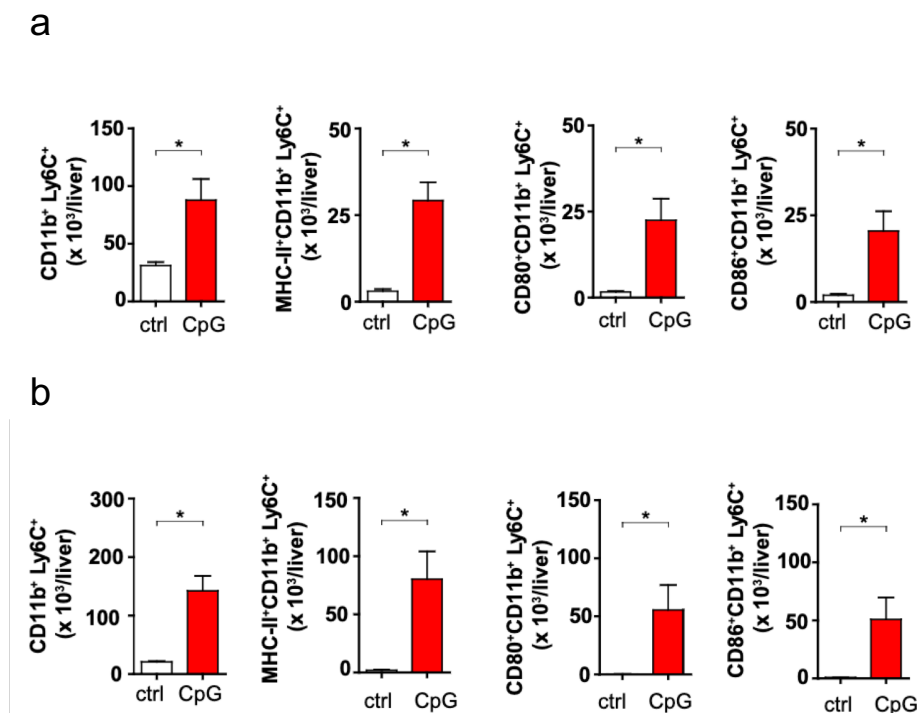 a
CD11b⁺ Ly6C⁺
(x 10³/liver)
150
100
50
0
*
ctrl CpG
MHC-II⁺CD11b⁺ Ly6C⁺
(x 10³/liver)
50
25
0
*
ctrl CpG
CD80⁺CD11b⁺ Ly6C⁺
(x 10³/liver)
50
25
0
*
ctrl CpG
CD86⁺CD11b⁺ Ly6C⁺
(x 10³/liver)
50
25
0
*
ctrl CpG
b
CD11b⁺ Ly6C⁺
(x 10³/liver)
300
200
100
0
*
ctrl CpG
MHC-II⁺CD11b⁺ Ly6C⁺
(x 10³/liver)
150
100
50
0
*
ctrl CpG
CD80⁺CD11b⁺ Ly6C⁺
(x 10³/liver)
150
100
50
0
*
ctrl CpG
CD86⁺CD11b⁺ Ly6C⁺
(x 10³/liver)
150
100
50
0
*
ctrl CpG